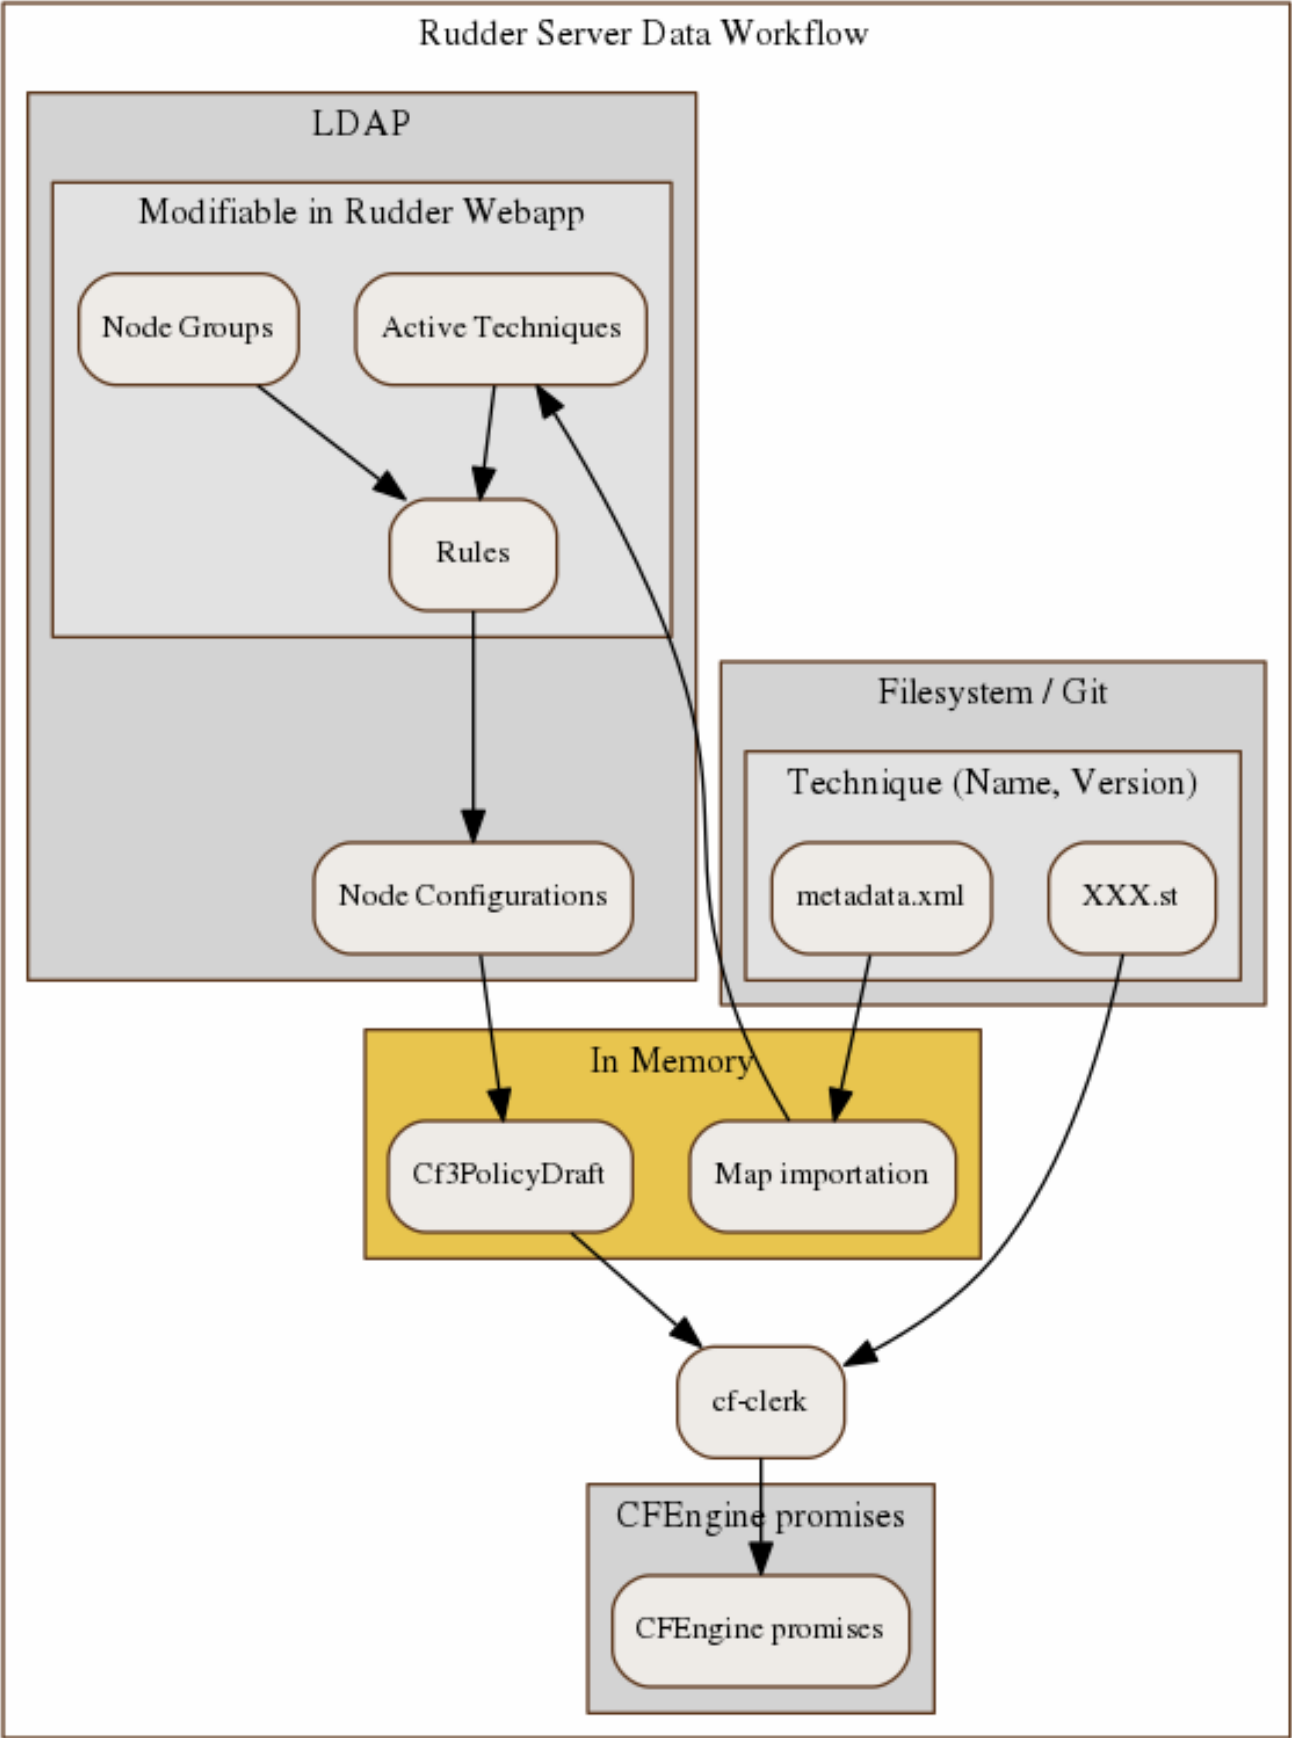 Rudder Server Data Workflow
LDAP
Modifiable in Rudder Webapp
Node Groups
Active Techniques
Rules
Filesystem / Git
Technique (Name, Version)
Node Configurations
metadata.xml
XXX.st
In Memory
Cf3PolicyDraft
Map importation
cf-clerk
CFEngine promises
CFEngine promises